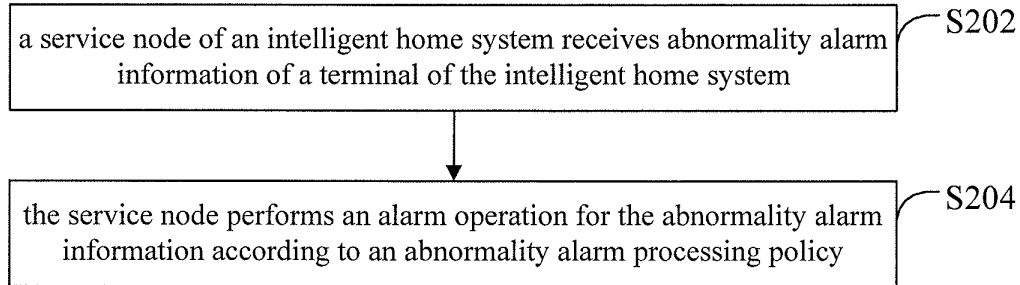 a service node of an intelligent home system receives abnormality alarm
information of a terminal of the intelligent home system
S202
the service node performs an alarm operation for the abnormality alarm
information according to an abnormality alarm processing policy
S204